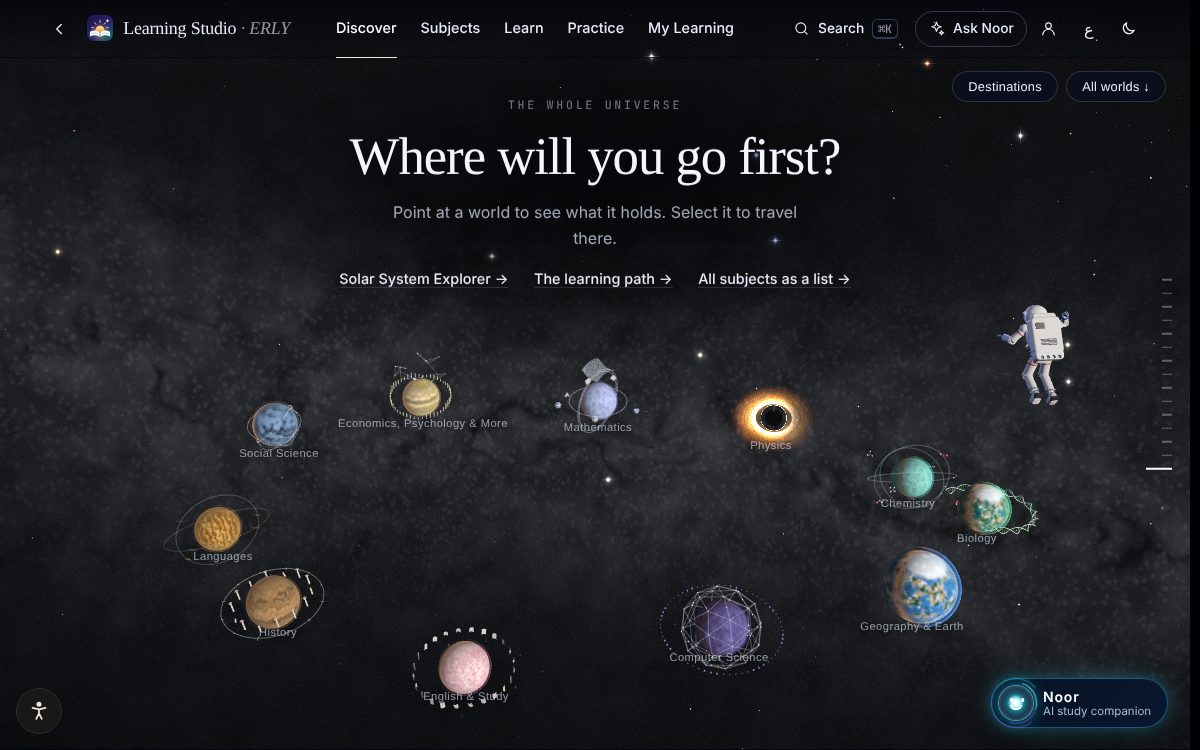 Learning Studio · ERLY
Discover
Subjects
Learn
Practice
My Learning
Search ⌘K
Ask Noor
ع
Destinations
All worlds ↓
THE WHOLE UNIVERSE
Where will you go first?
Point at a world to see what it holds. Select it to travel
there.
Solar System Explorer →
The learning path →
All subjects as a list →
Economics, Psychology & More
Mathematics
Social Science
Physics
Chemistry
Biology
Languages
Geography & Earth
History
Computer Science
English & Study
Noor
AI study companion